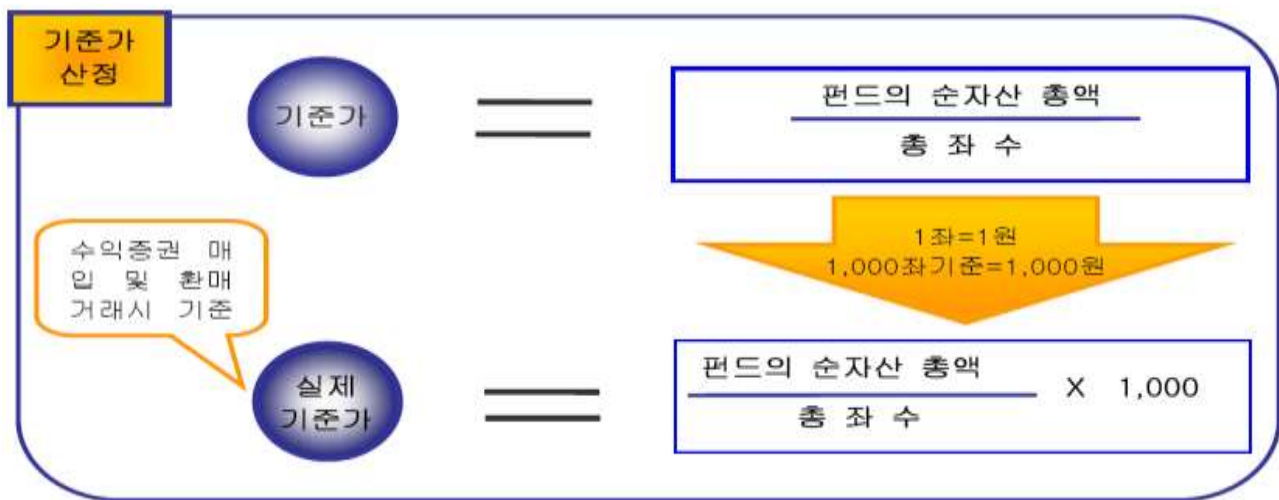 기준가
산정
기준가
펀드의 순자산 총액
총 좌 수
1좌=1원
1,000좌기준=1,000원
수익증권 매
입 및 환매
거래시 기준
실제
기준가
펀드의 순자산 총액
X 1,000
총 좌 수